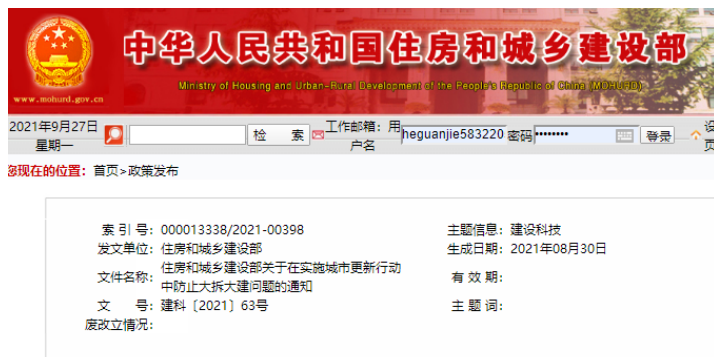 中华人民共和国住房和城乡建设部
Ministry of Housing and Urban-Rural Development of the People's Republic of China (MOHURD)
www.mohurd.gov.cn
2021年9月27日
星期一
检 索
工作邮箱：用
户名
heguanjie583220
密码
••••••••
登录
设
页
您现在的位置：首页>政策发布
索 引 号：000013338/2021-00398
主题信息：建设科技
发文单位：住房和城乡建设部
生成日期：2021年08月30日
文件名称：住房和城乡建设部关于在实施城市更新行动
中防止大拆大建问题的通知
有 效 期：
文 号：建科〔2021〕63号
主 题 词：
废改立情况：